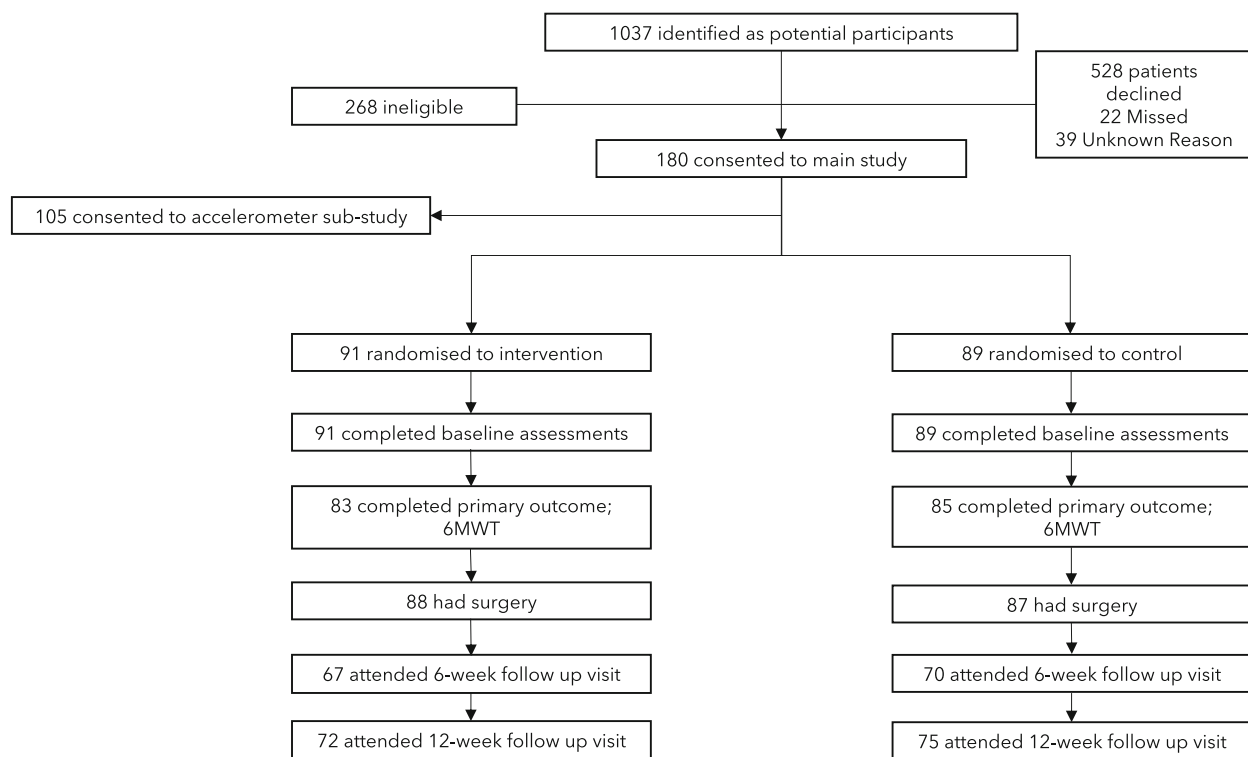 1037 identified as potential participants
268 ineligible
528 patients
declined
22 Missed
39 Unknown Reason
180 consented to main study
105 consented to accelerometer sub-study
91 randomised to intervention
89 randomised to control
91 completed baseline assessments
89 completed baseline assessments
83 completed primary outcome;
6MWT
85 completed primary outcome;
6MWT
88 had surgery
87 had surgery
67 attended 6-week follow up visit
70 attended 6-week follow up visit
72 attended 12-week follow up visit
75 attended 12-week follow up visit